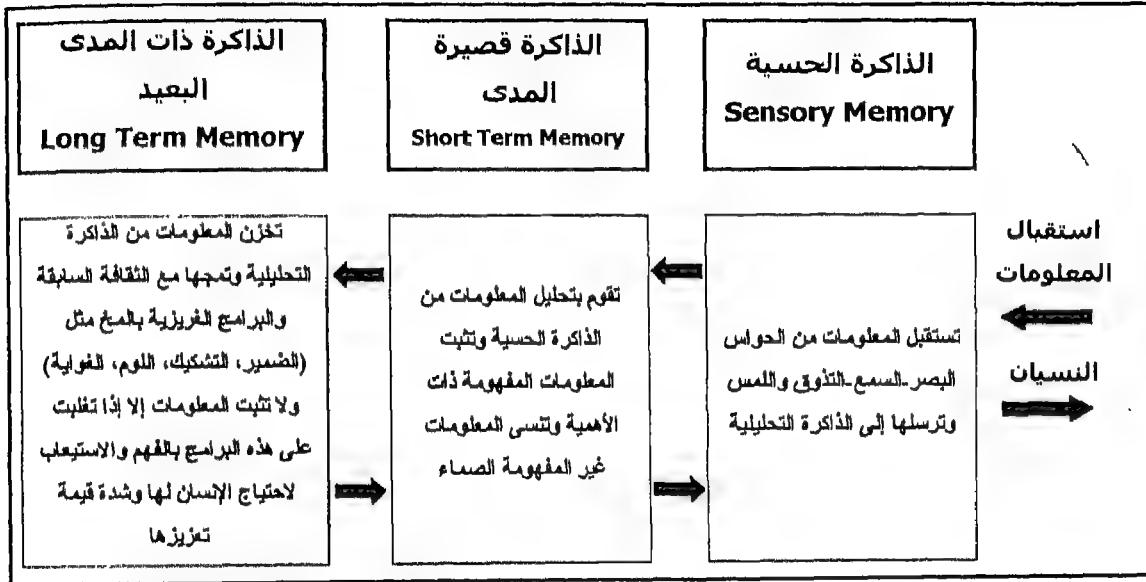 الذاكرة الحسية
Sensory Memory
الذاكرة قصيرة
المدى
Short Term Memory
الذاكرة ذات المدى
البعيد
Long Term Memory
استقبال
المعلومات
النسيان
تستقبل المعلومات من الحواس
البصر-السمع-التذوق واللمس
وترسلها إلى الذاكرة التحليلية
تقوم بتحليل المعلومات من
الذاكرة الحسية وتثبت
المعلومات المفهومة ذات
الأهمية وتنسى المعلومات
غير المفهومة الصماء
تخزن المعلومات من الذاكرة
التحليلية وتمجها مع الثقافة السابقة
والبرامج الغريزية بالمخ مثل
(الضمير، التشكيك، اللوم، الغواية)
ولا تثبت المعلومات إلا إذا تغلبت
على هذه البرامج بالفهم والاستيعاب
لاحتياج الإنسان لها وشدة قيمة
تعزيزها